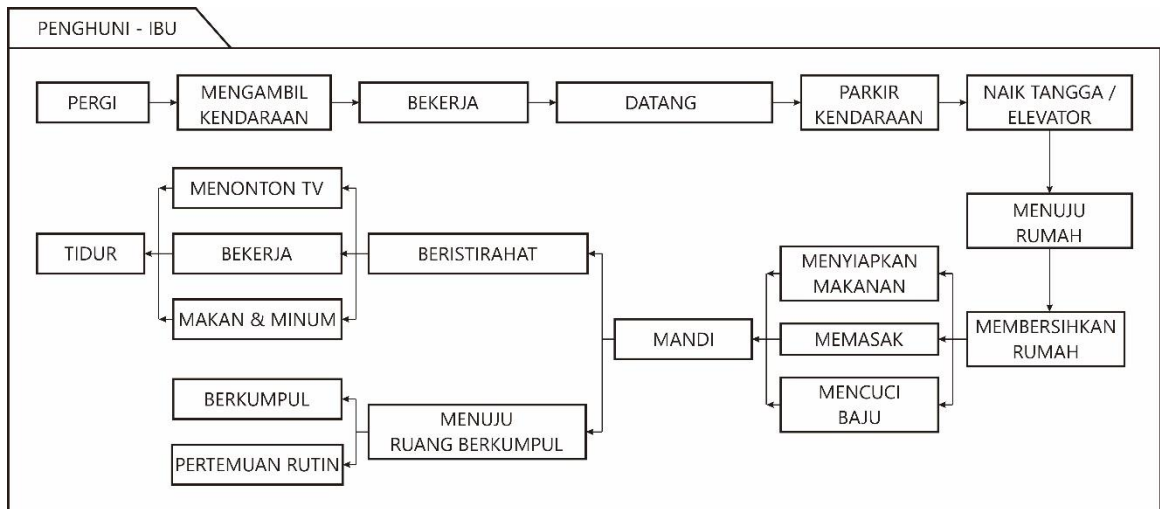 PENGHUNI - IBU
PERGI
MENGAMBIL
KENDARAAN
BEKERJA
DATANG
PARKIR
KENDARAAN
NAIK TANGGA /
ELEVATOR
MENUJU
RUMAH
MEMBERSIHKAN
RUMAH
MENYIAPKAN
MAKANAN
MEMASAK
MENCUCI
BAJU
MANDI
BERISTIRAHAT
MENONTON TV
BEKERJA
MAKAN & MINUM
TIDUR
MENUJU
RUANG BERKUMPUL
BERKUMPUL
PERTEMUAN RUTIN